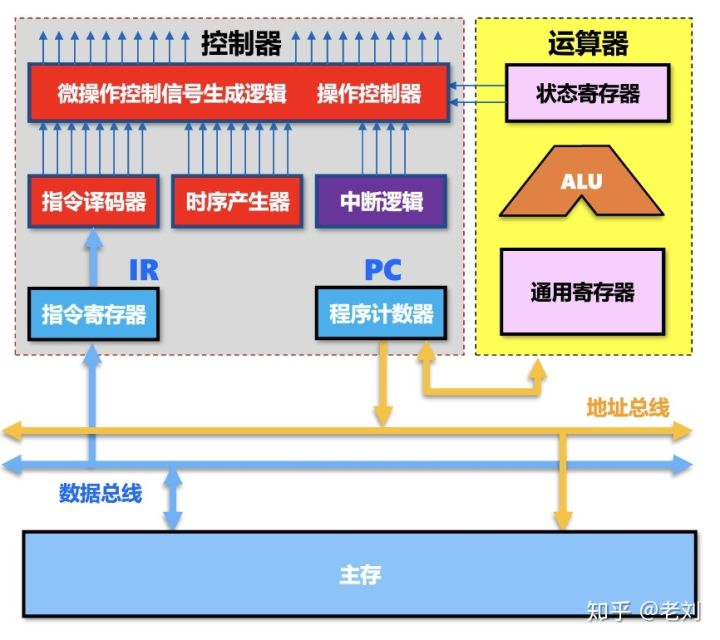 控制器
运算器
微操作控制信号生成逻辑 操作控制器
状态寄存器
ALU
指令译码器
时序产生器
中断逻辑
IR
PC
通用寄存器
指令寄存器
程序计数器
地址总线
数据总线
主存
知乎 @老刘